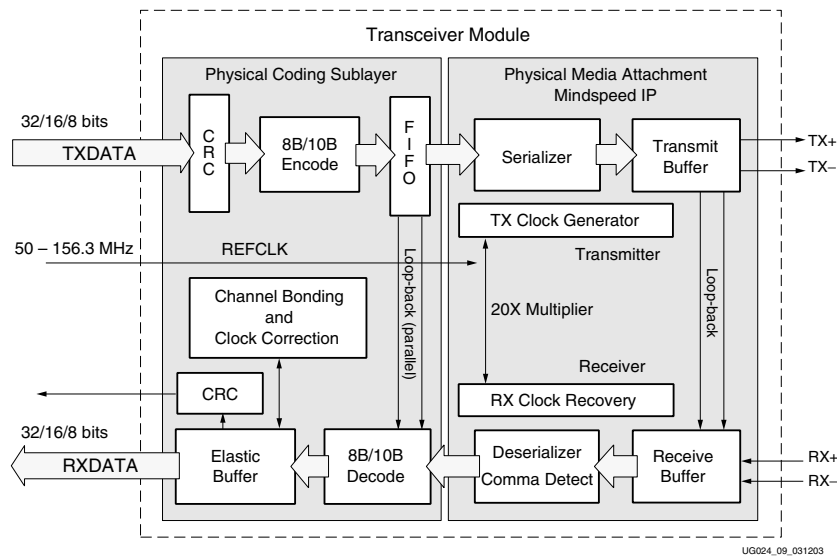 Transceiver Module
Physical Coding Sublayer
Physical Media Attachment
Mindspeed IP
32/16/8 bits
TXDATA
CRC
8B/10B
Encode
FIFO
Serializer
Transmit
Buffer
TX+
TX–
TX Clock Generator
50 – 156.3 MHz
REFCLK
Transmitter
Loop-back (parallel)
Loop-back
Channel Bonding
and
Clock Correction
20X Multiplier
Receiver
CRC
RX Clock Recovery
32/16/8 bits
RXDATA
Elastic
Buffer
8B/10B
Decode
Deserializer
Comma Detect
Receive
Buffer
RX+
RX–
UG024_09_031203